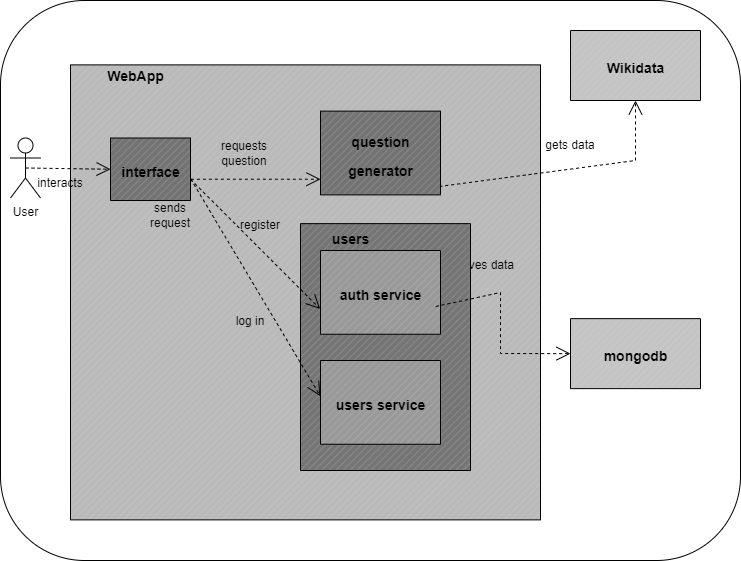 WebApp
Wikidata
requests
question
question
generator
gets data
interface
interacts
User
sends
request
register
users
auth service
data
log in
mongodb
users service